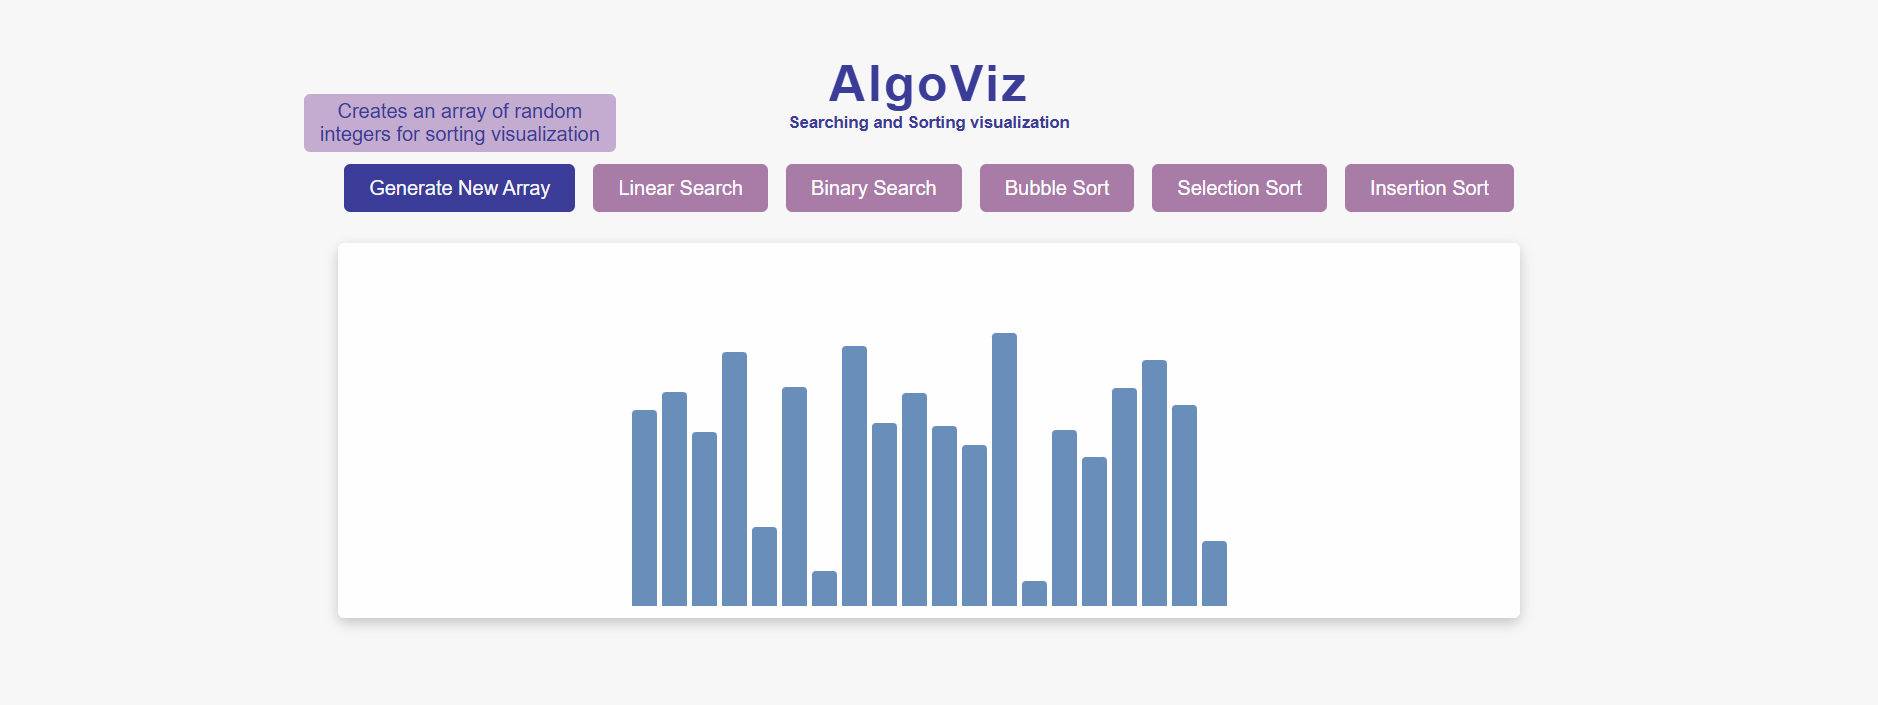 AlgoViz
Searching and Sorting visualization
Creates an array of random
integers for sorting visualization
Generate New Array
Linear Search
Binary Search
Bubble Sort
Selection Sort
Insertion Sort